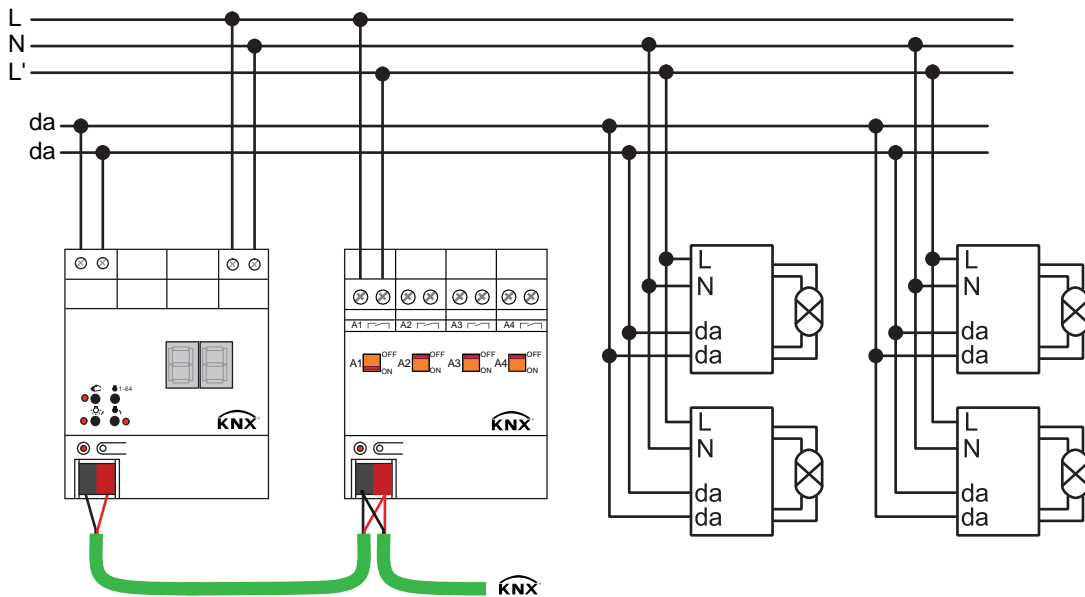 L
N
L'
da
da
A1 A2 A3 A4
A1 OFF ON A2 OFF ON A3 OFF ON A4 OFF ON
1-64
KNX
KNX
L
N
da
da
L
N
da
da
L
N
da
da
L
N
da
da
KNX